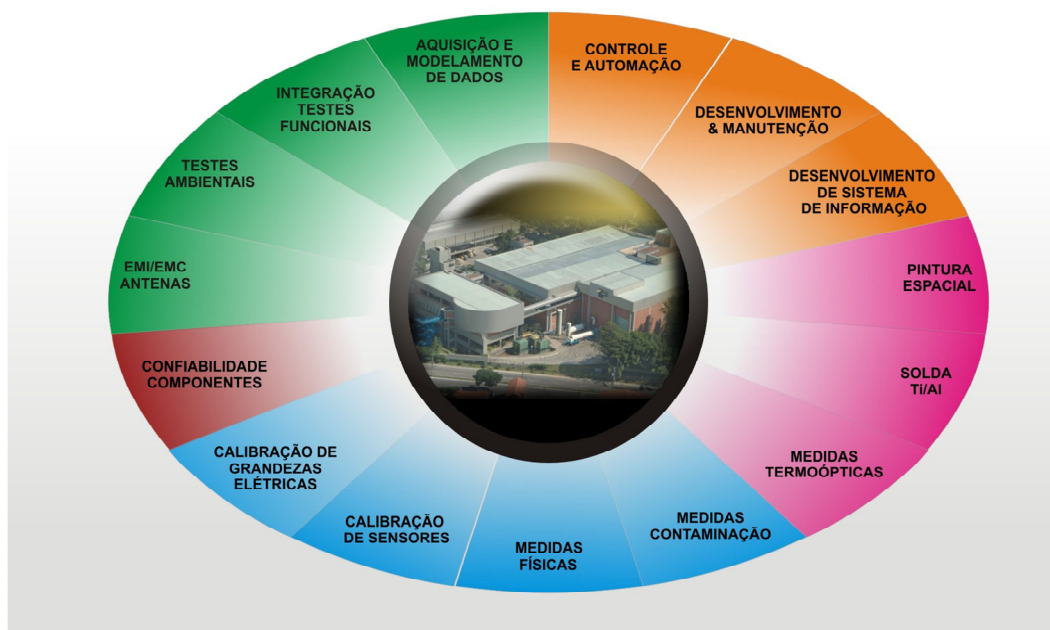 AQUISIÇÃO E
MODELAMENTO
DE DADOS
CONTROLE
E AUTOMAÇÃO
DESENVOLVIMENTO
& MANUTENÇÃO
DESENVOLVIMENTO
DE SISTEMA
DE INFORMAÇÃO
PINTURA
ESPACIAL
SOLDA
Ti/Al
MEDIDAS
TERMOÓPTICAS
MEDIDAS
CONTAMINAÇÃO
MEDIDAS
FÍSICAS
CALIBRAÇÃO
DE SENSORES
CALIBRAÇÃO DE
GRANDEZAS
ELÉTRICAS
CONFIABILIDADE
COMPONENTES
EMI/EMC
ANTENAS
TESTES
AMBIENTAIS
INTEGRAÇÃO
TESTES
FUNCIONAIS